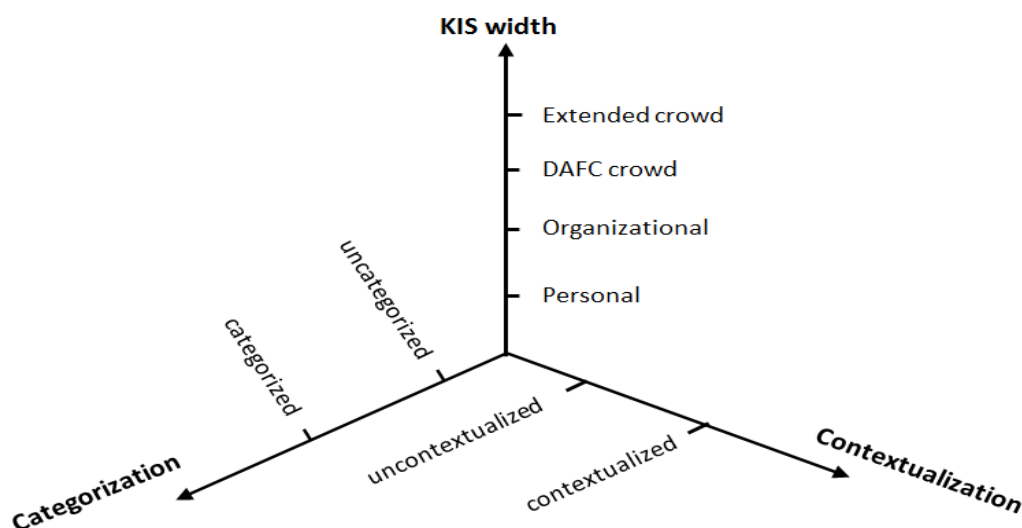 KIS width
Extended crowd
DAFC crowd
Organizational
Personal
uncategorized
categorized
uncontextualized
contextualized
Categorization
Contextualization